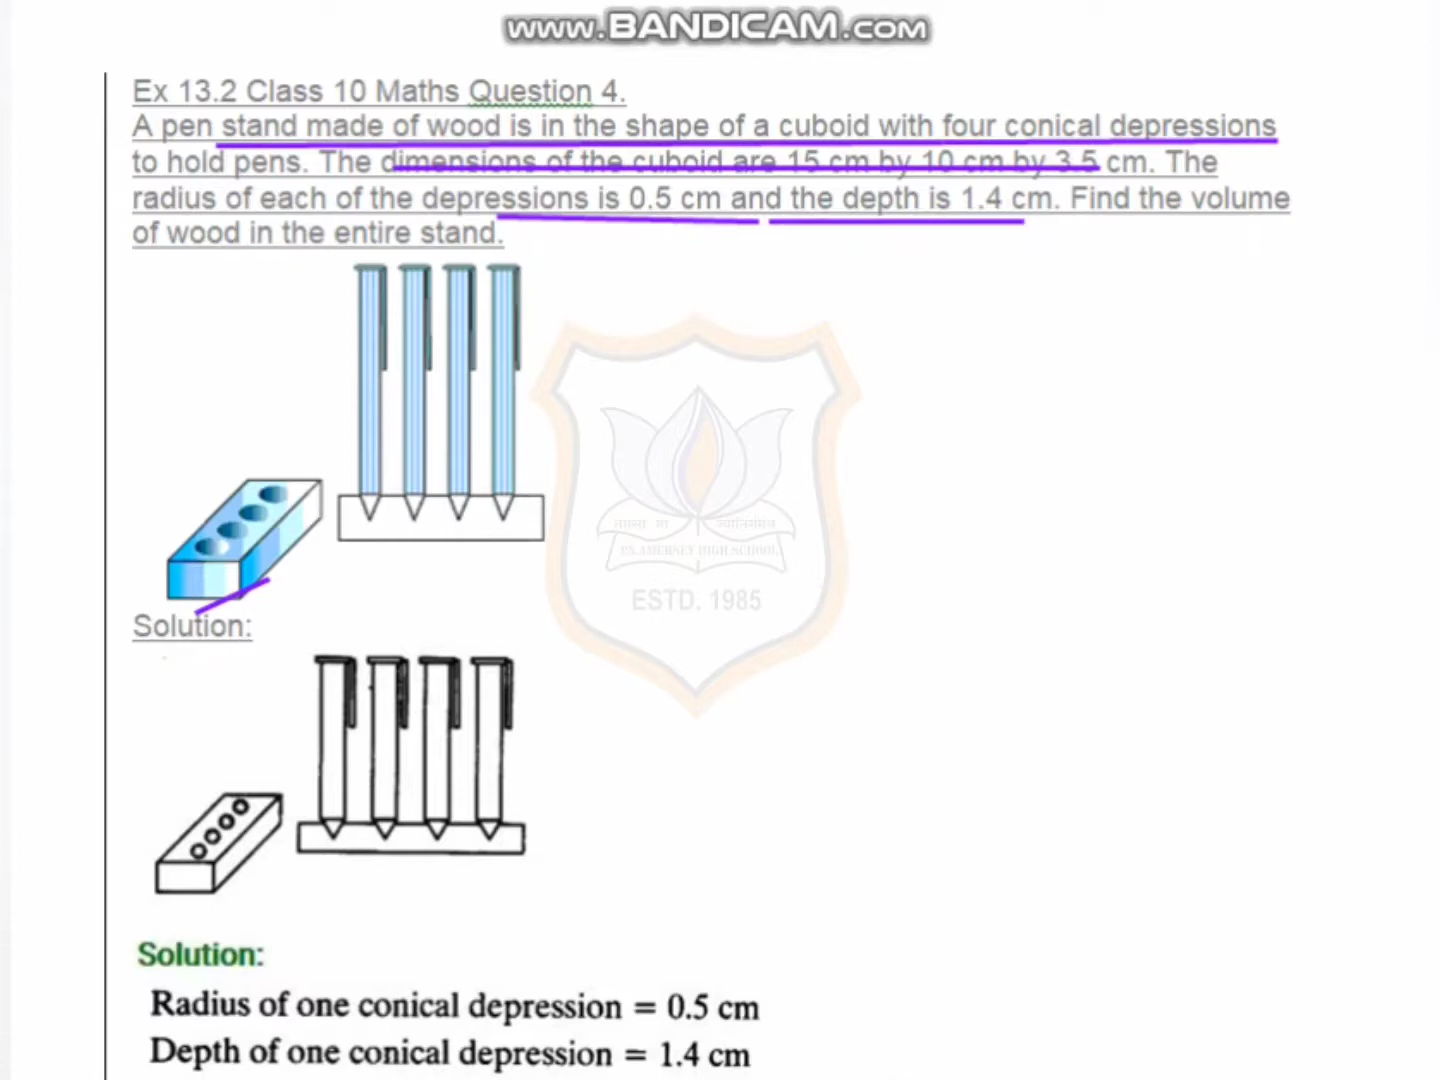 www.BANDICAM.com
Ex 13.2 Class 10 Maths Question 4.
A pen stand made of wood is in the shape of a cuboid with four conical depressions
to hold pens. The dimensions of the cuboid are 15 cm by 10 cm by 3.5 cm. The
radius of each of the depressions is 0.5 cm and the depth is 1.4 cm. Find the volume
of wood in the entire stand.
ESTD. 1985
Solution:
Solution:
Radius of one conical depression = 0.5 cm
Depth of one conical depression = 1.4 cm